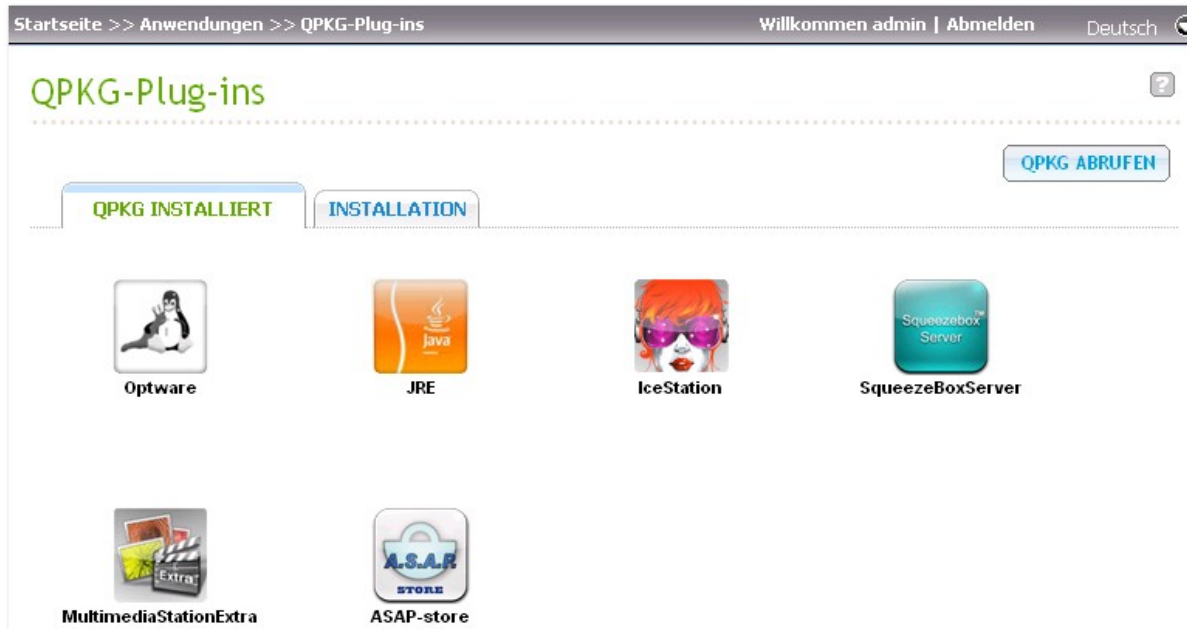 Startseite >> Anwendungen >> QPKG-Plug-ins
Willkommen admin | Abmelden
Deutsch
QPKG-Plug-ins
?
QPKG ABRUFEN
QPKG INSTALLIERT
INSTALLATION
Java
Squeezebox™
Server
Optware
JRE
IceStation
SqueezeBoxServer
Extra
A.S.A.P.
STORE
MultimediaStationExtra
ASAP-store